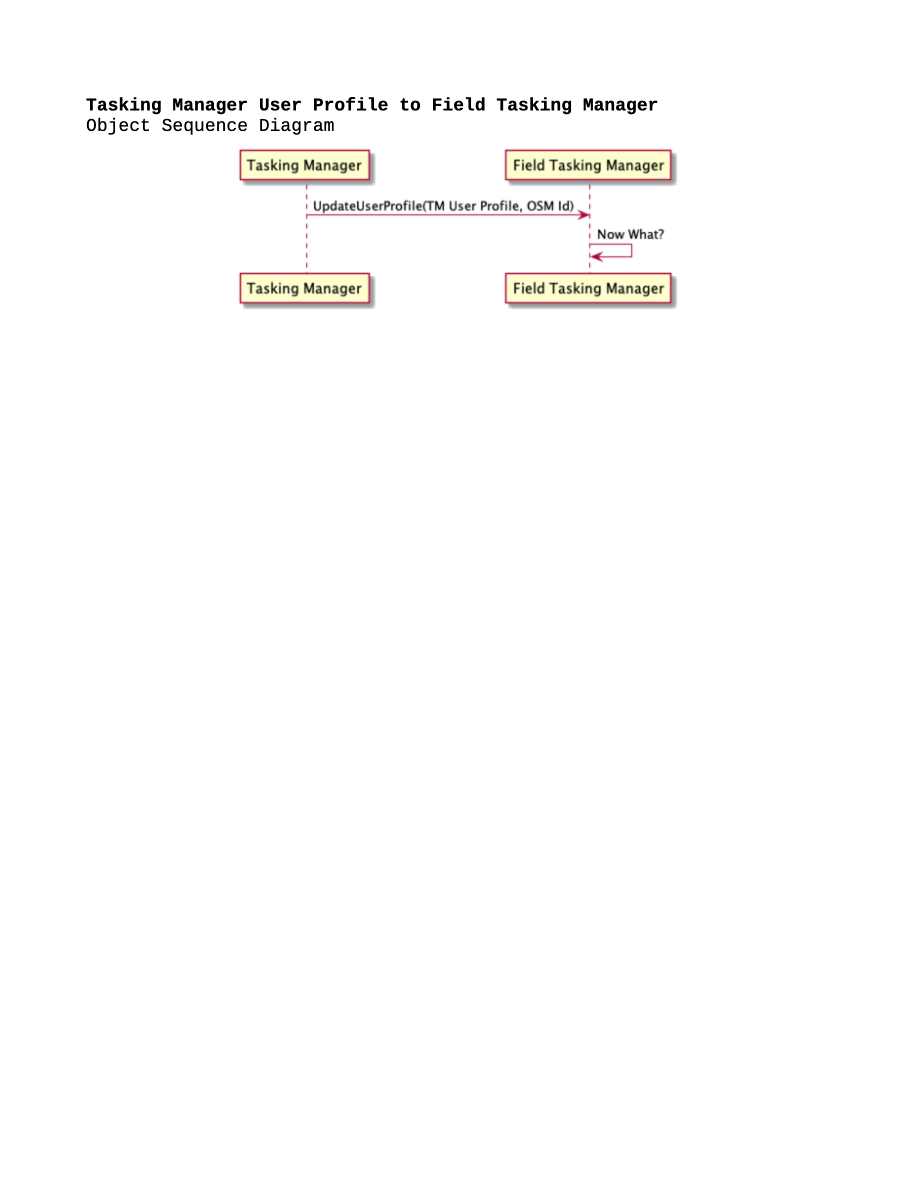 Tasking Manager User Profile to Field Tasking Manager
Object Sequence Diagram
Tasking Manager
Field Tasking Manager
UpdateUserProfile(TM User Profile, OSM Id)
Now What?
Tasking Manager
Field Tasking Manager